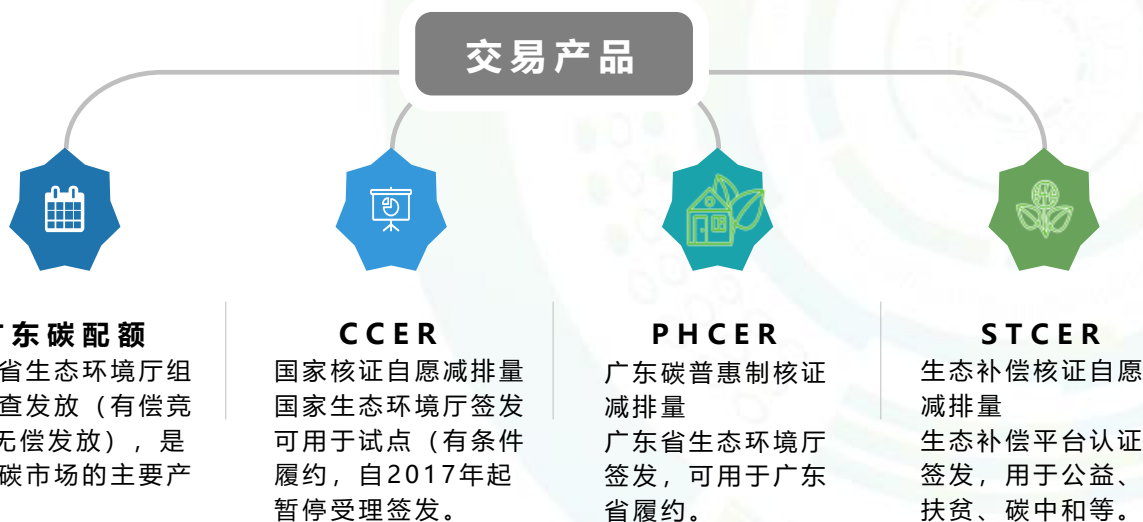 交易产品
东碳配额
省生态环境厅组
查发放（有偿竞
无偿发放），是
碳市场的主要产
CCER
国家核证自愿减排量
国家生态环境厅签发
可用于试点（有条件
履约，自2017年起
暂停受理签发。
PHCER
广东碳普惠制核证
减排量
广东省生态环境厅
签发，可用于广东
省履约。
STCER
生态补偿核证自愿
减排量
生态补偿平台认证
签发，用于公益、
扶贫、碳中和等。